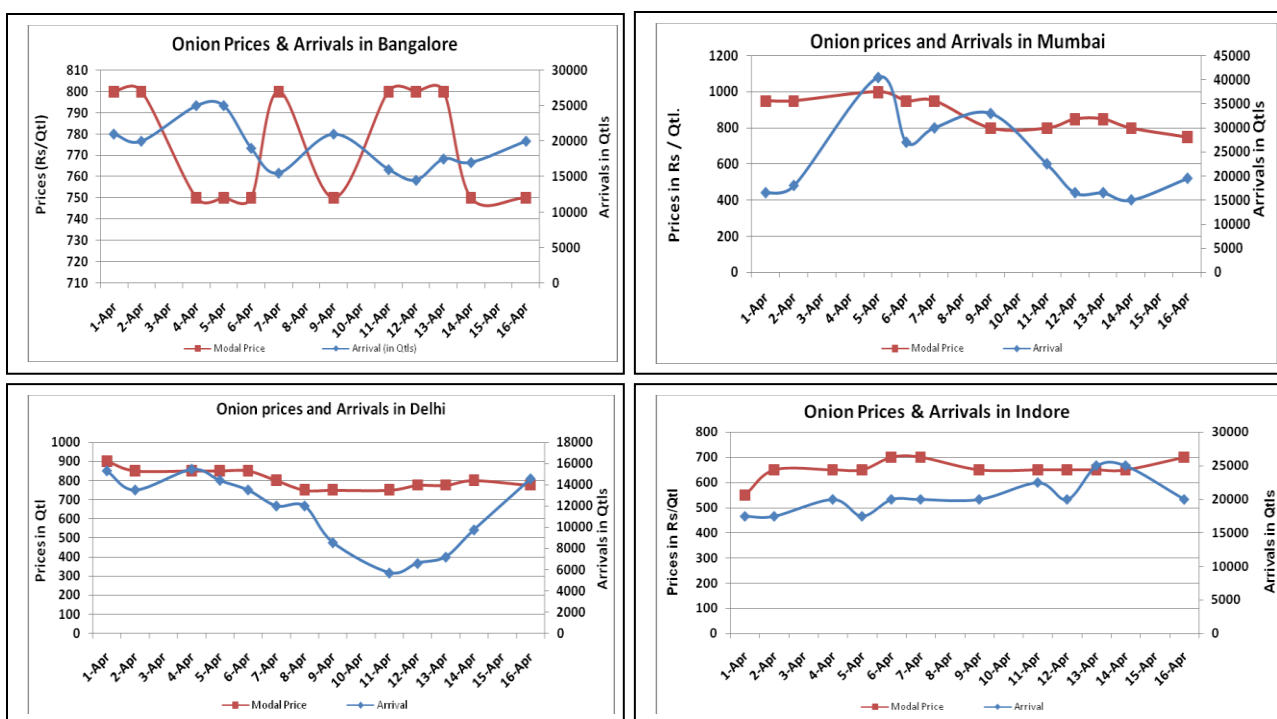 Onion Prices & Arrivals in Bangalore
Prices (Rs/Qtl)
810
800
790
780
770
760
750
740
730
720
710
30000
25000
20000
15000
10000
5000
0
Arrivals in Qtls
1-Apr
2-Apr
3-Apr
4-Apr
5-Apr
6-Apr
7-Apr
8-Apr
9-Apr
10-Apr
11-Apr
12-Apr
13-Apr
14-Apr
15-Apr
16-Apr
Modal Price
Arrival (in Qtls)
Onion prices and Arrivals in Mumbai
Prices in Rs / Qtl.
1200
1000
800
600
400
200
0
45000
40000
35000
30000
25000
20000
15000
10000
5000
0
Arrivals in Qtls
1-Apr
2-Apr
3-Apr
4-Apr
5-Apr
6-Apr
7-Apr
8-Apr
9-Apr
10-Apr
11-Apr
12-Apr
13-Apr
14-Apr
15-Apr
16-Apr
Modal Price
Arrival
Onion prices and Arrivals in Delhi
Prices in Qtl
1000
900
800
700
600
500
400
300
200
100
0
18000
16000
14000
12000
10000
8000
6000
4000
2000
0
Arrivals in Qtls
1-Apr
2-Apr
3-Apr
4-Apr
5-Apr
6-Apr
7-Apr
8-Apr
9-Apr
10-Apr
11-Apr
12-Apr
13-Apr
14-Apr
15-Apr
16-Apr
Modal Price
Arrival
Onion Prices & Arrivals in Indore
Prices in Rs/Qtl
800
700
600
500
400
300
200
100
0
30000
25000
20000
15000
10000
5000
0
Arrivals in Qtls
1-Apr
2-Apr
3-Apr
4-Apr
5-Apr
6-Apr
7-Apr
8-Apr
9-Apr
10-Apr
11-Apr
12-Apr
13-Apr
14-Apr
15-Apr
16-Apr
Modal Price
Arrival